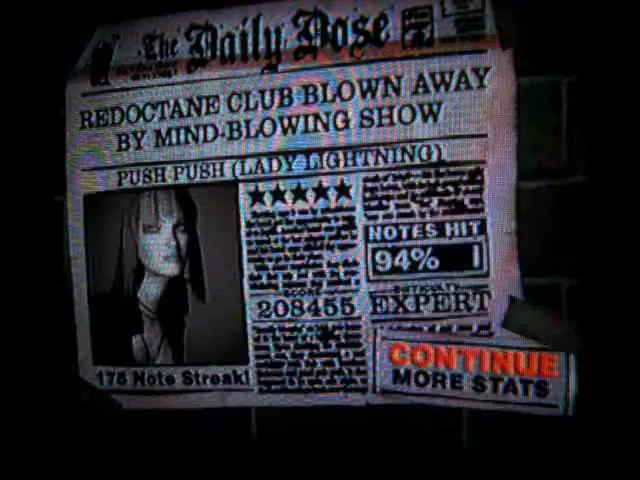 The Daily Dose
REDOCTANE CLUB BLOWN AWAY
BY MIND-BLOWING SHOW
PUSH PUSH (LADY LIGHTNING)
★★★★★
NOTES HIT
94%
SCORE
208455
EXPERT
175 Note Streak!
CONTINUE
MORE STATS